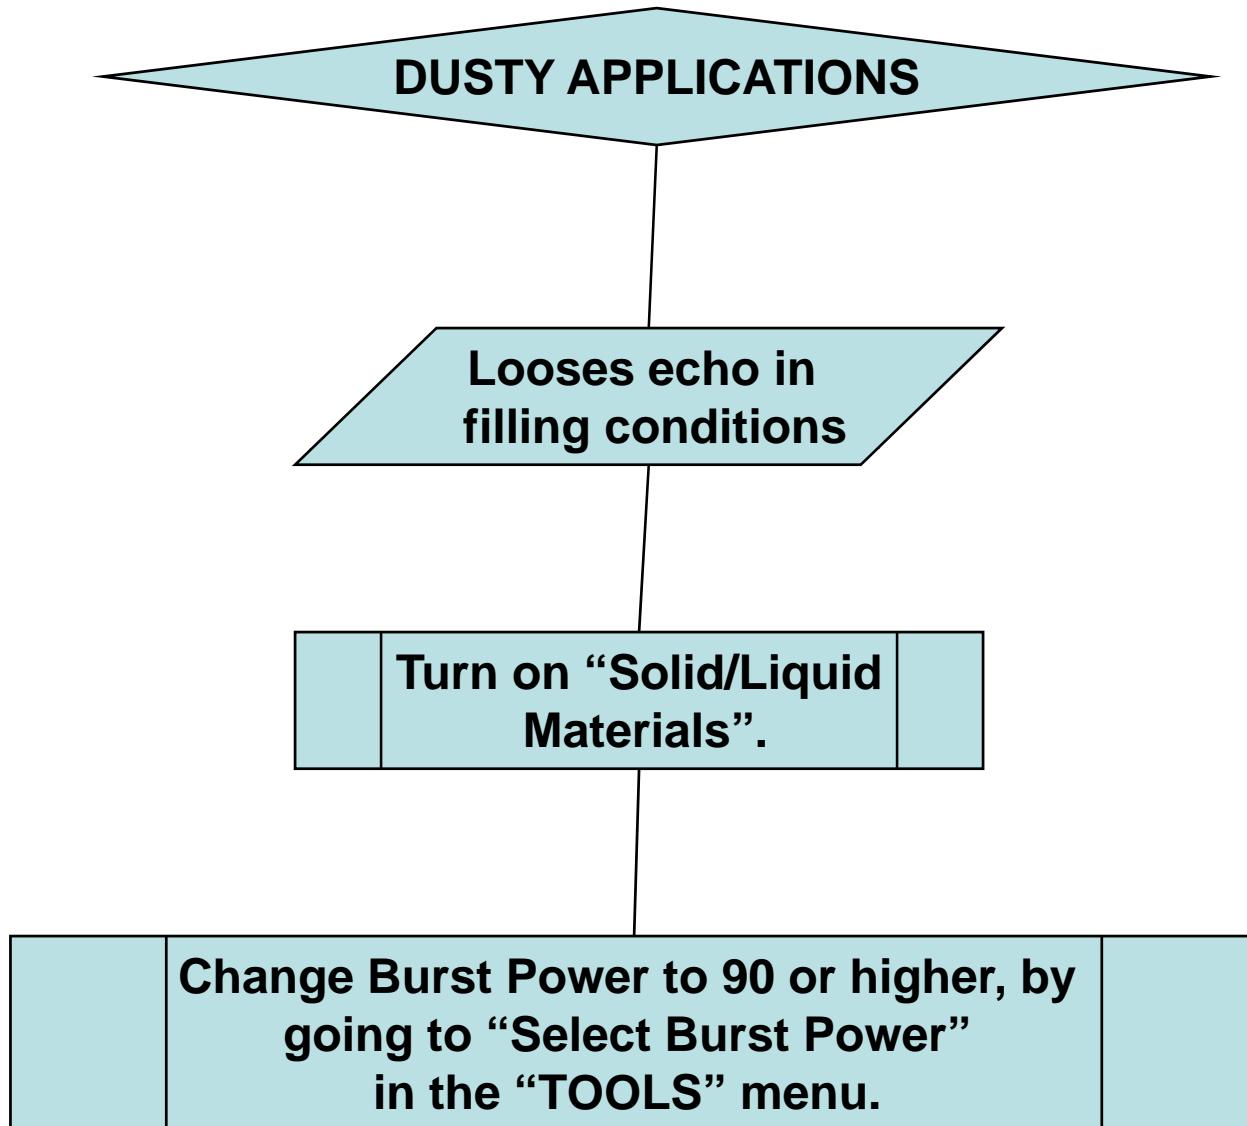 DUSTY APPLICATIONS
Looses echo in
filling conditions
Turn on “Solid/Liquid
Materials”.
Change Burst Power to 90 or higher, by
going to “Select Burst Power”
in the “TOOLS” menu.